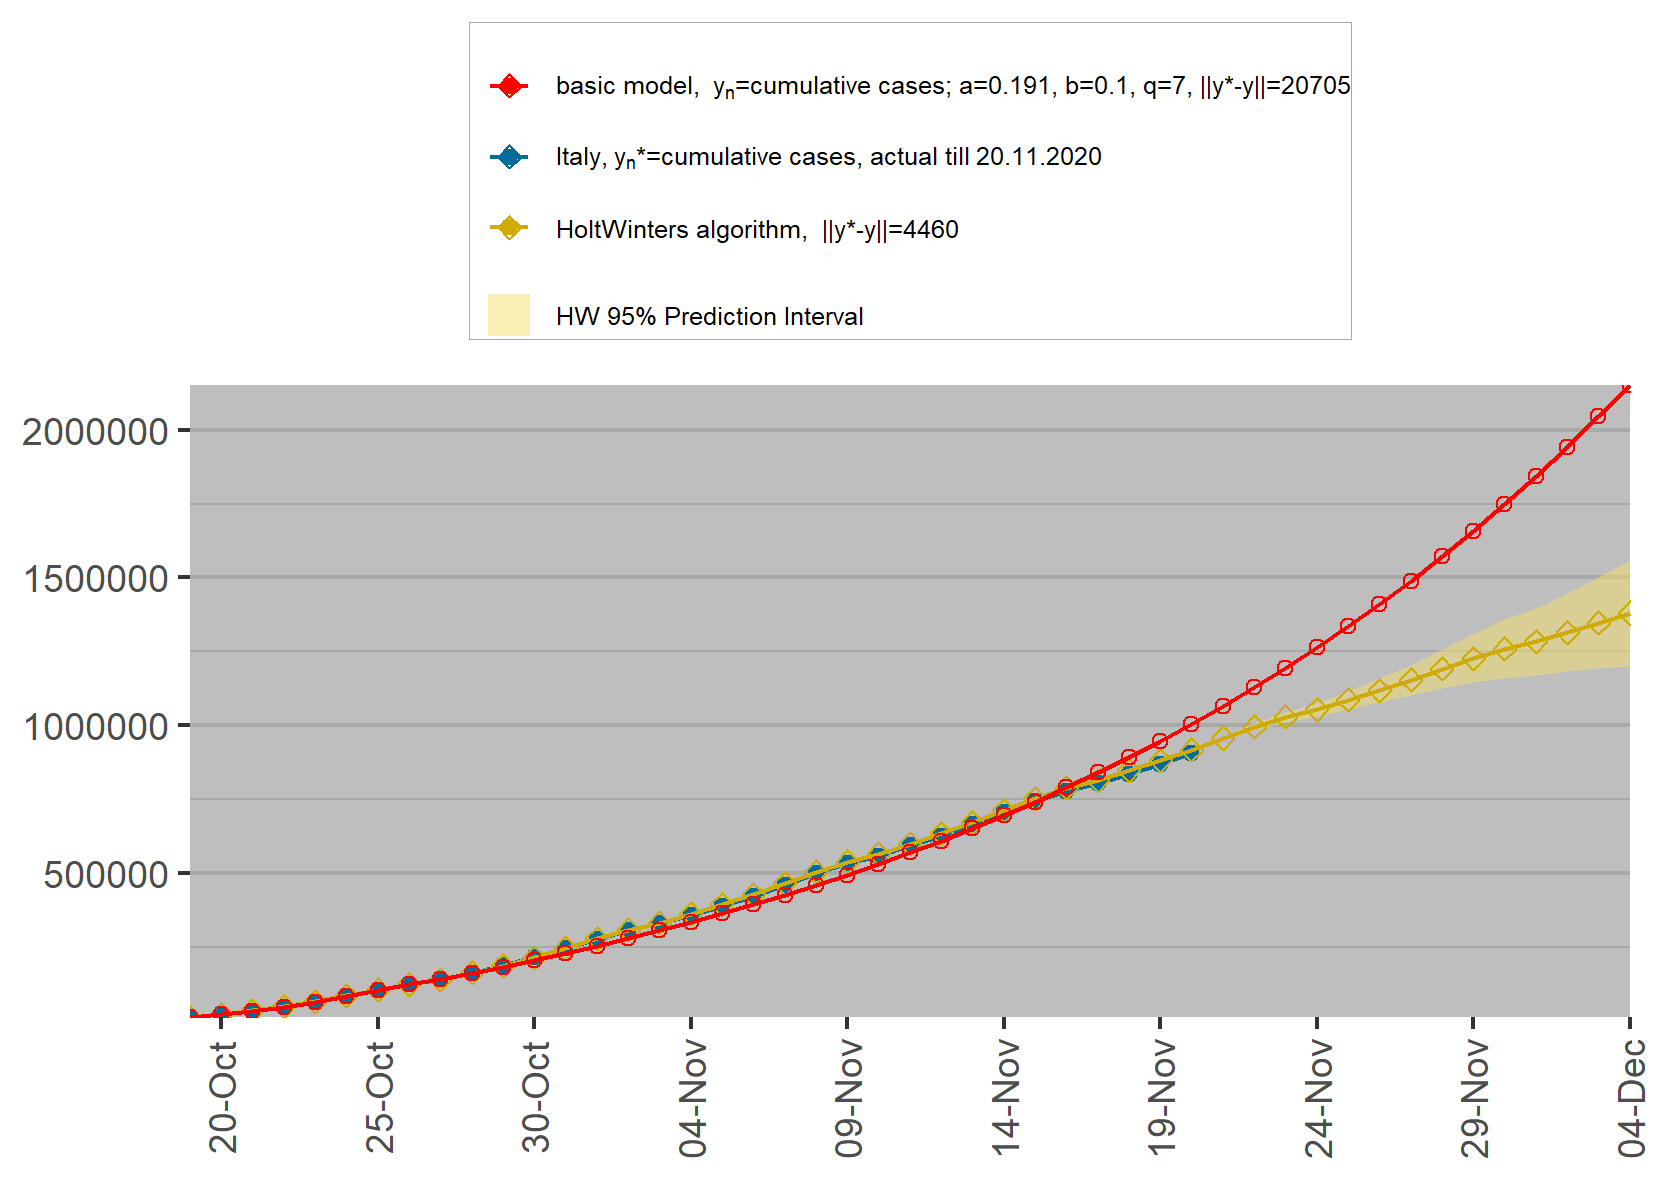 basic model, yₙ=cumulative cases; a=0.191, b=0.1, q=7, ||y*-y||=20705
Italy, yₙ*=cumulative cases, actual till 20.11.2020
HoltWinters algorithm, ||y*-y||=4460
HW 95% Prediction Interval
2000000
1500000
1000000
500000
20-Oct
25-Oct
30-Oct
04-Nov
09-Nov
14-Nov
19-Nov
24-Nov
29-Nov
04-Dec